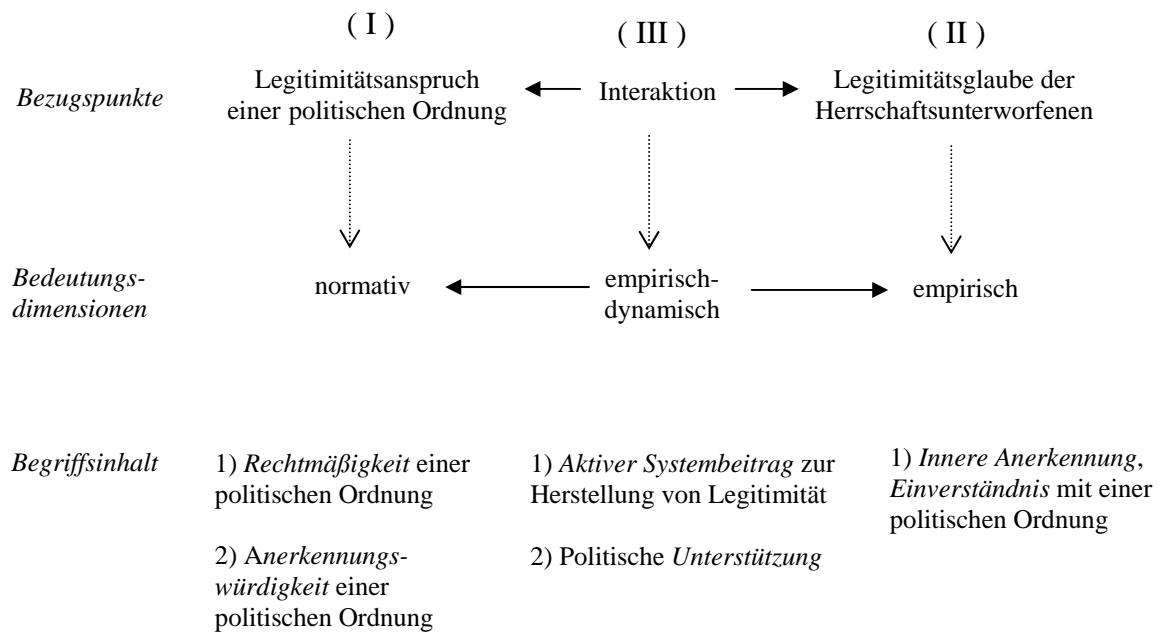 ( I )
( III )
( II )
Bezugspunkte
Legitimitätsanspruch
einer politischen Ordnung
Interaktion
Legitimitätsglaube der
Herrschaftsunterworfenen
Bedeutungs-
dimensionen
normativ
empirisch-
dynamisch
empirisch
Begriffsinhalt
1) Rechtmäßigkeit einer
politischen Ordnung
2) Anerkennungs-
würdigkeit einer
politischen Ordnung
1) Aktiver Systembeitrag zur
Herstellung von Legitimität
2) Politische Unterstützung
1) Innere Anerkennung,
Einverständnis mit einer
politischen Ordnung